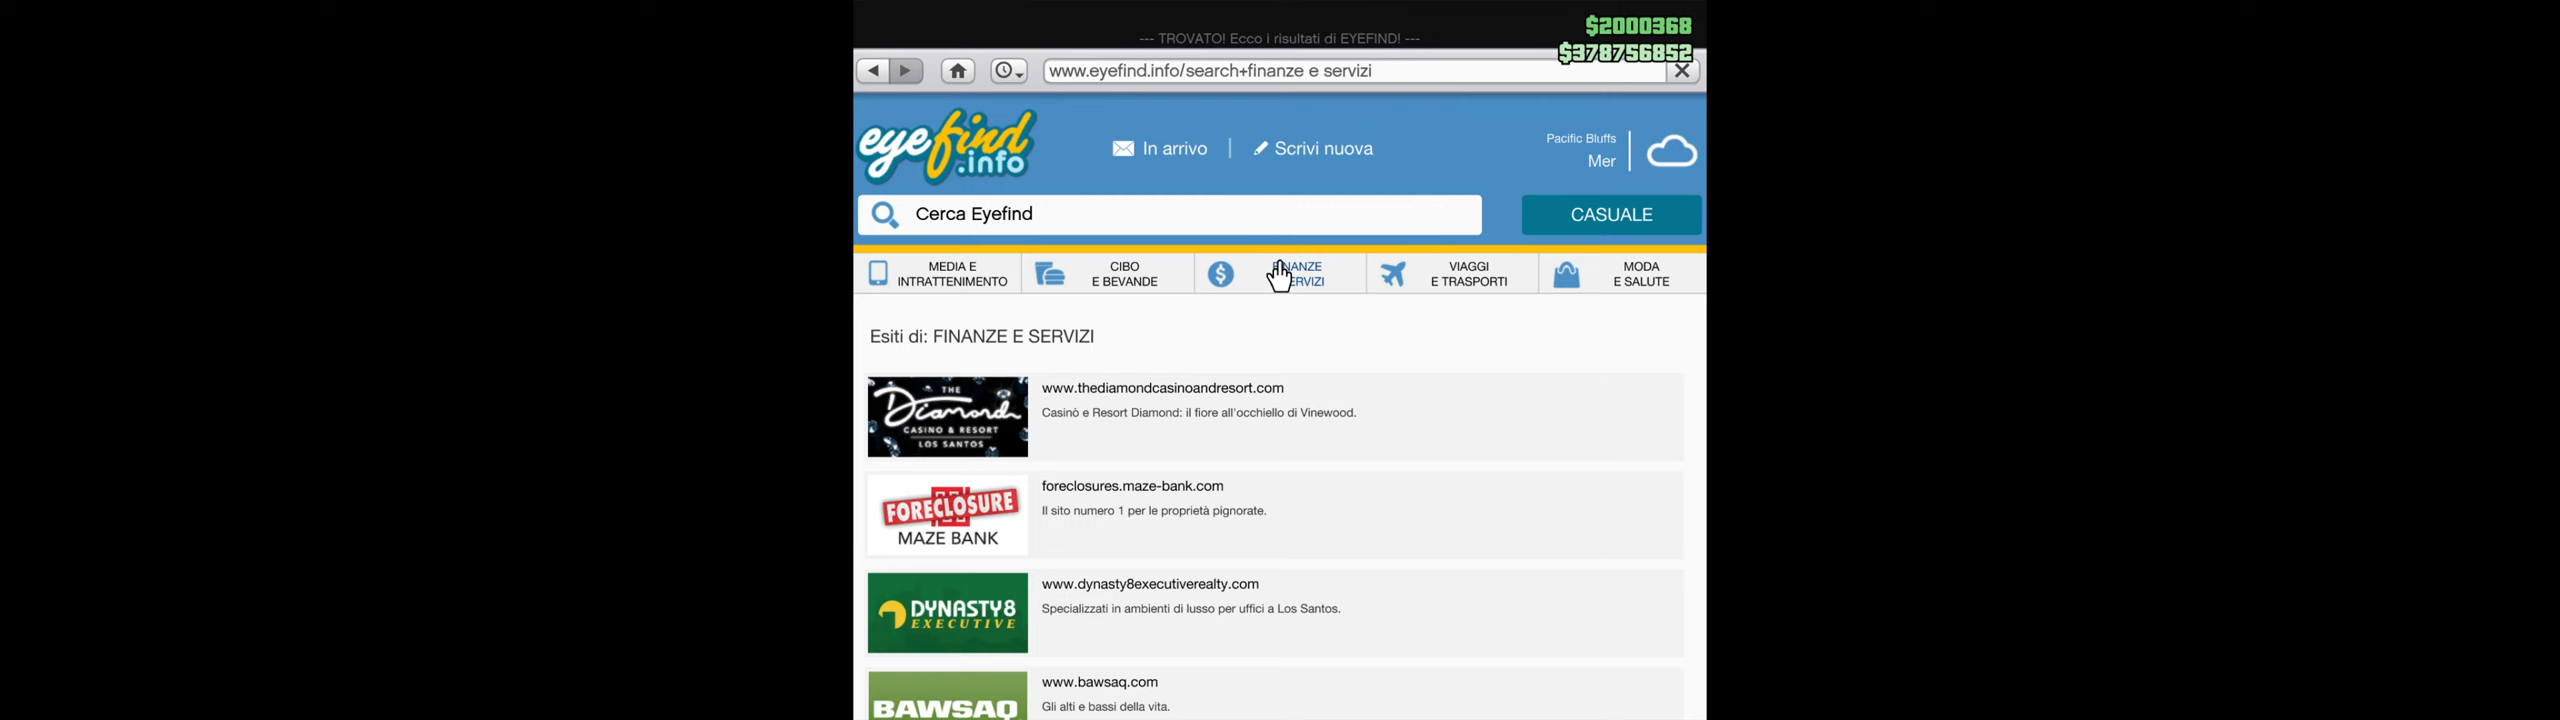 $2000368
--- TROVATO! Ecco i risultati di EYEFIND! ---
$378756852
www.eyefind.info/search+finanze e servizi
eyefind
.info
In arrivo
Scrivi nuova
Pacific Bluffs
Mer
Cerca Eyefind
CASUALE
MEDIA E
INTRATTENIMENTO
CIBO
E BEVANDE
FINANZE
E SERVIZI
VIAGGI
E TRASPORTI
MODA
E SALUTE
Esiti di: FINANZE E SERVIZI
THE
Diamond
CASINO & RESORT
LOS SANTOS
www.thediamondcasinoandresort.com
Casinò e Resort Diamond: il fiore all'occhiello di Vinewood.
FORECLOSURE
MAZE BANK
foreclosures.maze-bank.com
Il sito numero 1 per le proprietà pignorate.
DYNASTY8
EXECUTIVE
www.dynasty8executiverealty.com
Specializzati in ambienti di lusso per uffici a Los Santos.
BAWSAQ
www.bawsaq.com
Gli alti e bassi della vita.